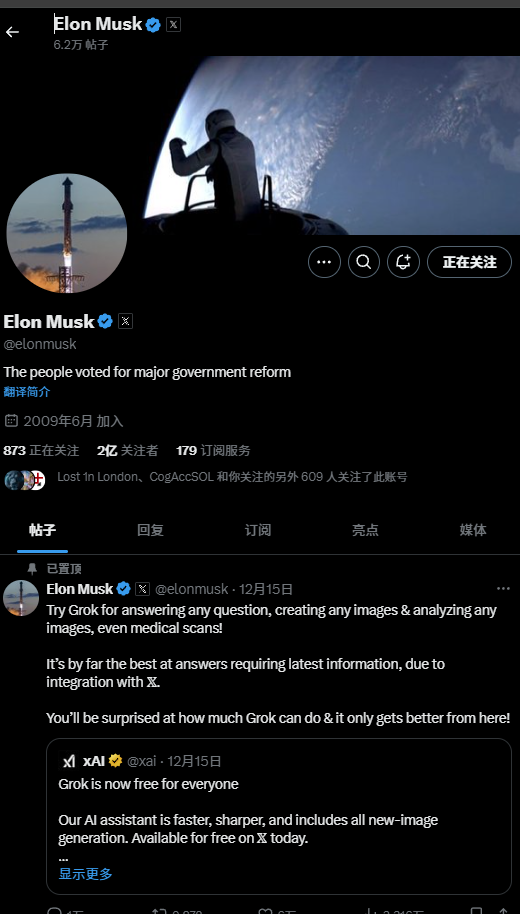 Elon Musk
6.2万 帖子
正在关注
Elon Musk
@elonmusk
The people voted for major government reform
翻译简介
2009年6月 加入
873 正在关注 2亿 关注者 179 订阅服务
Lost 1n London、CogAccSOL 和你关注的另外 609 人关注了此账号
帖子 回复 订阅 亮点 媒体
已置顶
Elon Musk @elonmusk · 12月15日
Try Grok for answering any question, creating any images & analyzing any
images, even medical scans!
It’s by far the best at answers requiring latest information, due to
integration with 𝕏.
You’ll be surprised at how much Grok can do & it only gets better from here!
xAI @xai · 12月15日
Grok is now free for everyone
Our AI assistant is faster, sharper, and includes all new-image
generation. Available for free on 𝕏 today.
...
显示更多